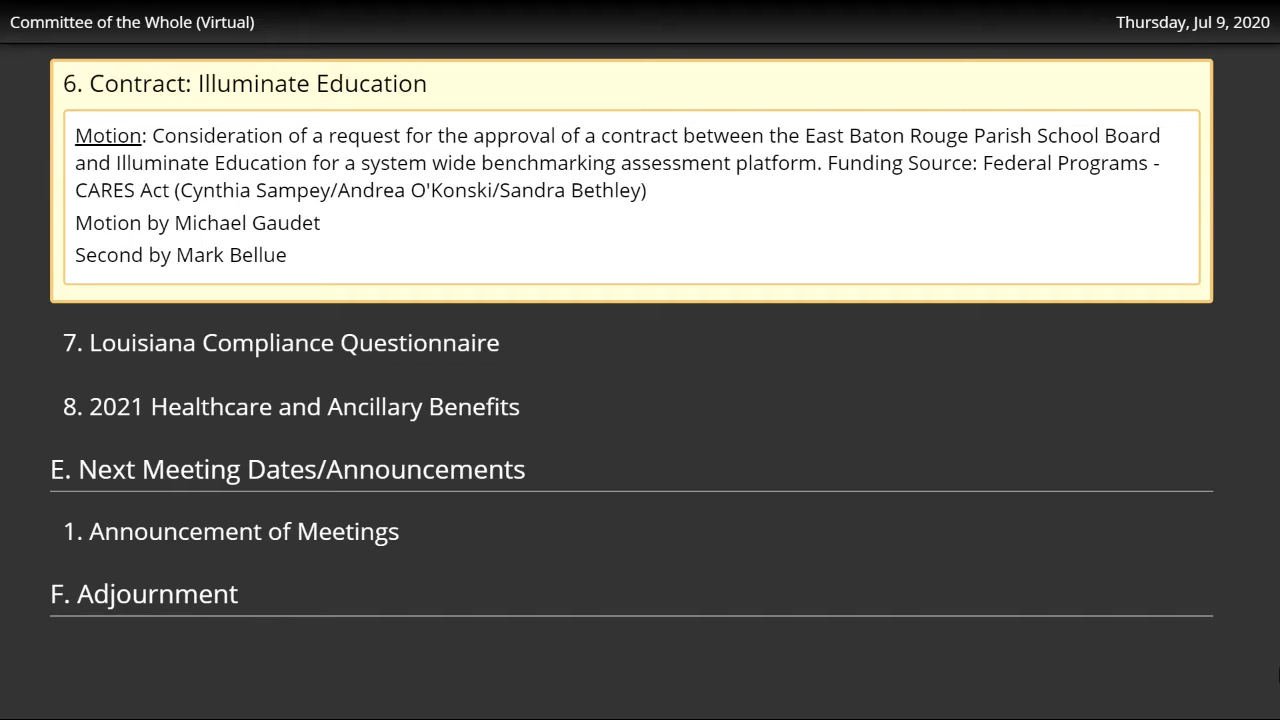 Committee of the Whole (Virtual)
Thursday, Jul 9, 2020
6. Contract: Illuminate Education
Motion: Consideration of a request for the approval of a contract between the East Baton Rouge Parish School Board
and Illuminate Education for a system wide benchmarking assessment platform. Funding Source: Federal Programs -
CARES Act (Cynthia Sampey/Andrea O'Konski/Sandra Bethley)
Motion by Michael Gaudet
Second by Mark Bellue
7. Louisiana Compliance Questionnaire
8. 2021 Healthcare and Ancillary Benefits
E. Next Meeting Dates/Announcements
1. Announcement of Meetings
F. Adjournment